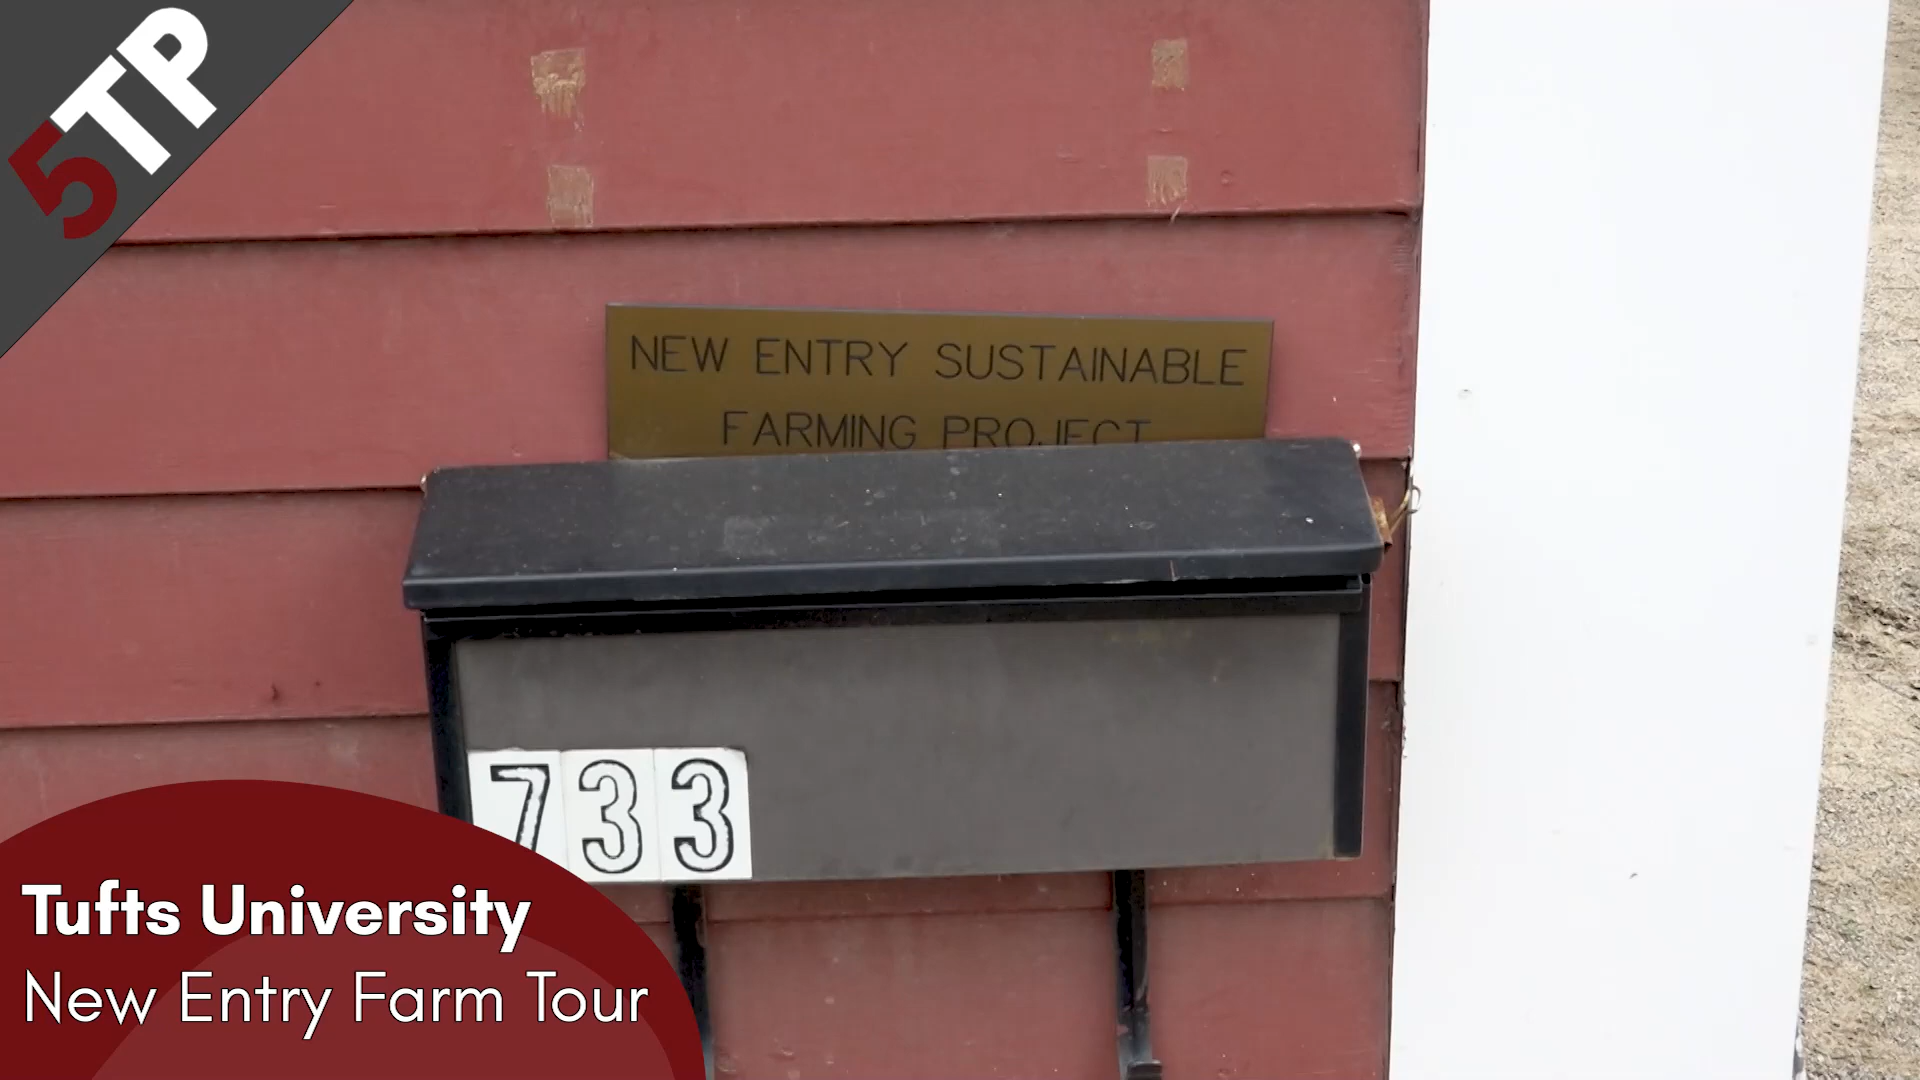 5TP
NEW ENTRY SUSTAINABLE
FARMING PROJECT
733
Tufts University
New Entry Farm Tour